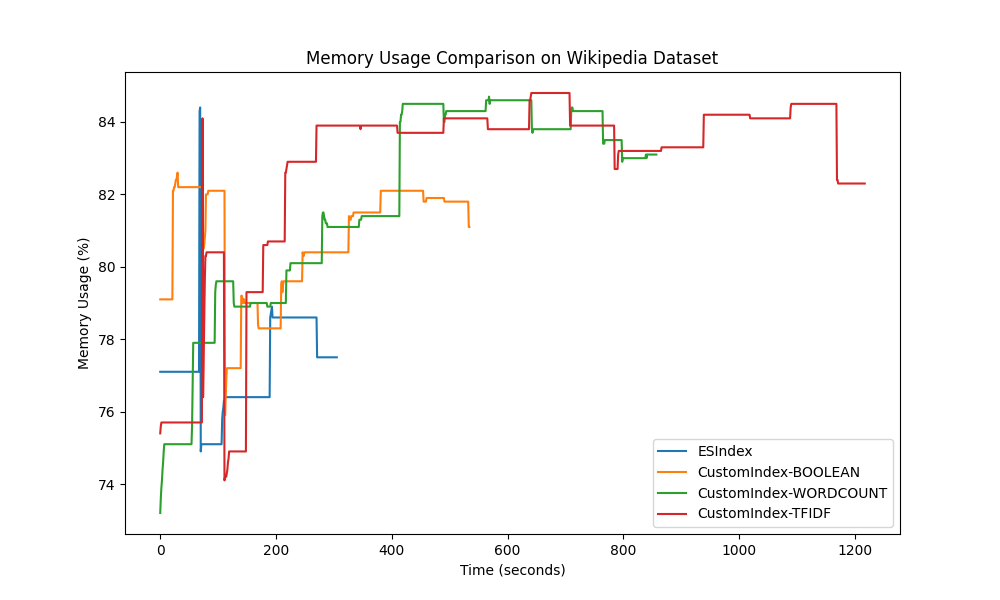 Memory Usage Comparison on Wikipedia Dataset
Memory Usage (%)
84
82
80
78
76
74
0 200 400 600 800 1000 1200
Time (seconds)
ESIndex
CustomIndex-BOOLEAN
CustomIndex-WORDCOUNT
CustomIndex-TFIDF